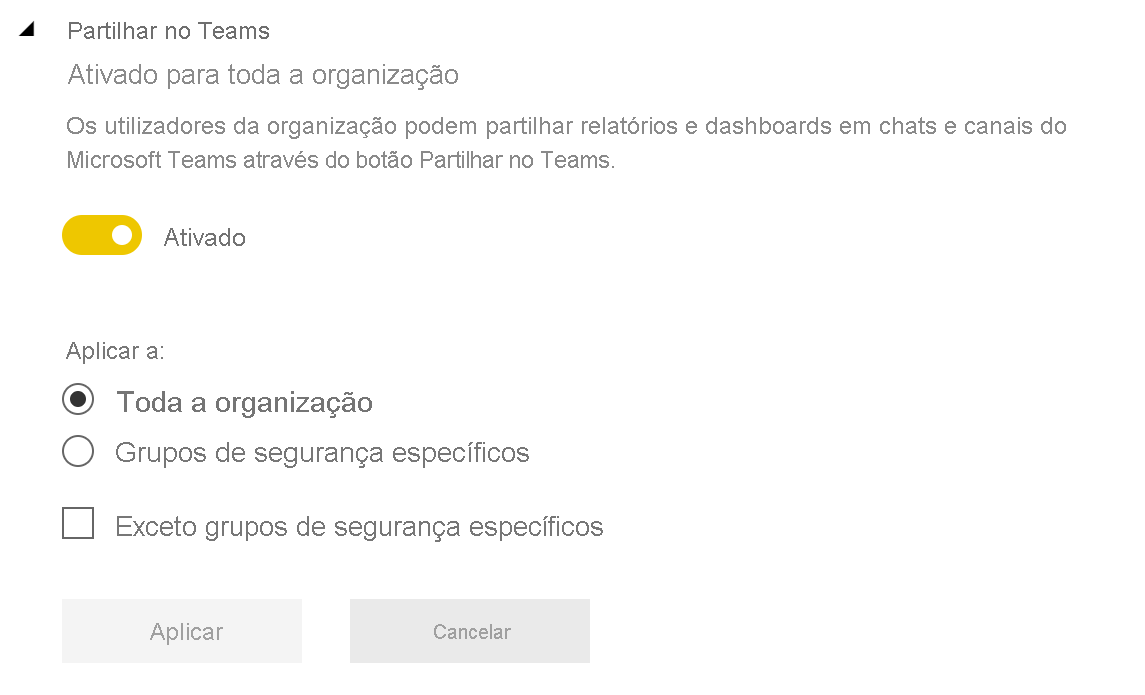 Partilhar no Teams
Ativado para toda a organização
Os utilizadores da organização podem partilhar relatórios e dashboards em chats e canais do
Microsoft Teams através do botão Partilhar no Teams.
Ativado
Aplicar a:
Toda a organização
Grupos de segurança específicos
Exceto grupos de segurança específicos
Aplicar
Cancelar